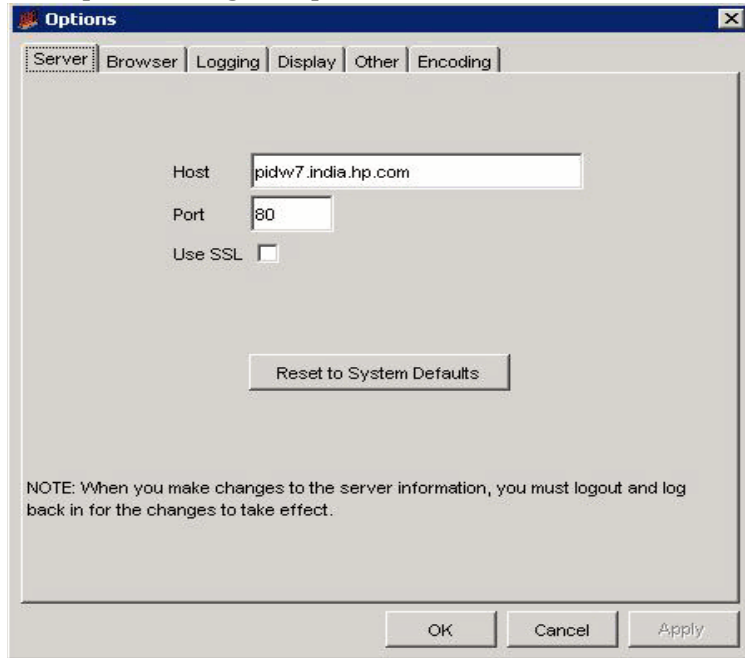 Options
Server Browser Logging Display Other Encoding
Host pidw7.india.hp.com
Port 80
Use SSL
Reset to System Defaults
NOTE: When you make changes to the server information, you must logout and log
back in for the changes to take effect.
OK Cancel Apply